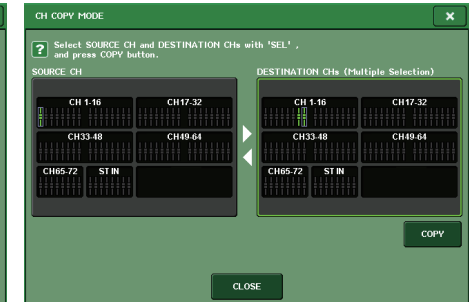 CH COPY MODE
?
Select SOURCE CH and DESTINATION CHs with 'SEL' ,
and press COPY button.
SOURCE CH
DESTINATION CHs (Multiple Selection)
CH 1-16 CH17-32
CH33-48 CH49-64
CH65-72 ST IN
CH 1-16 CH17-32
CH33-48 CH49-64
CH65-72 ST IN
COPY
CLOSE